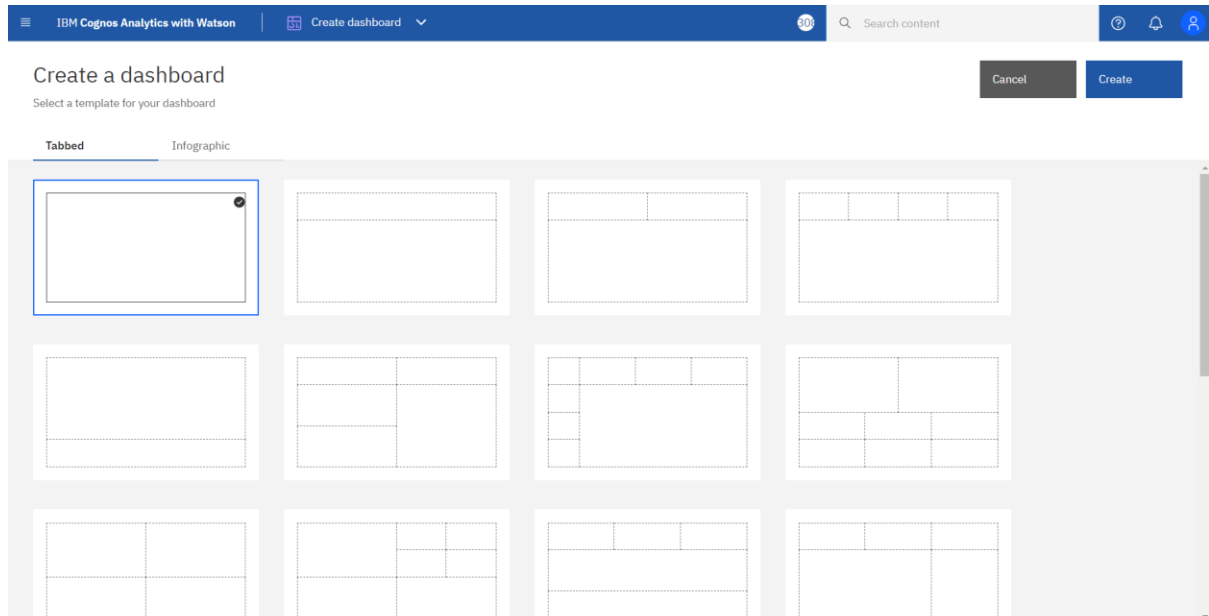 IBM Cognos Analytics with Watson
Create dashboard
30
Search content
Create a dashboard
Select a template for your dashboard
Cancel
Create
Tabbed
Infographic